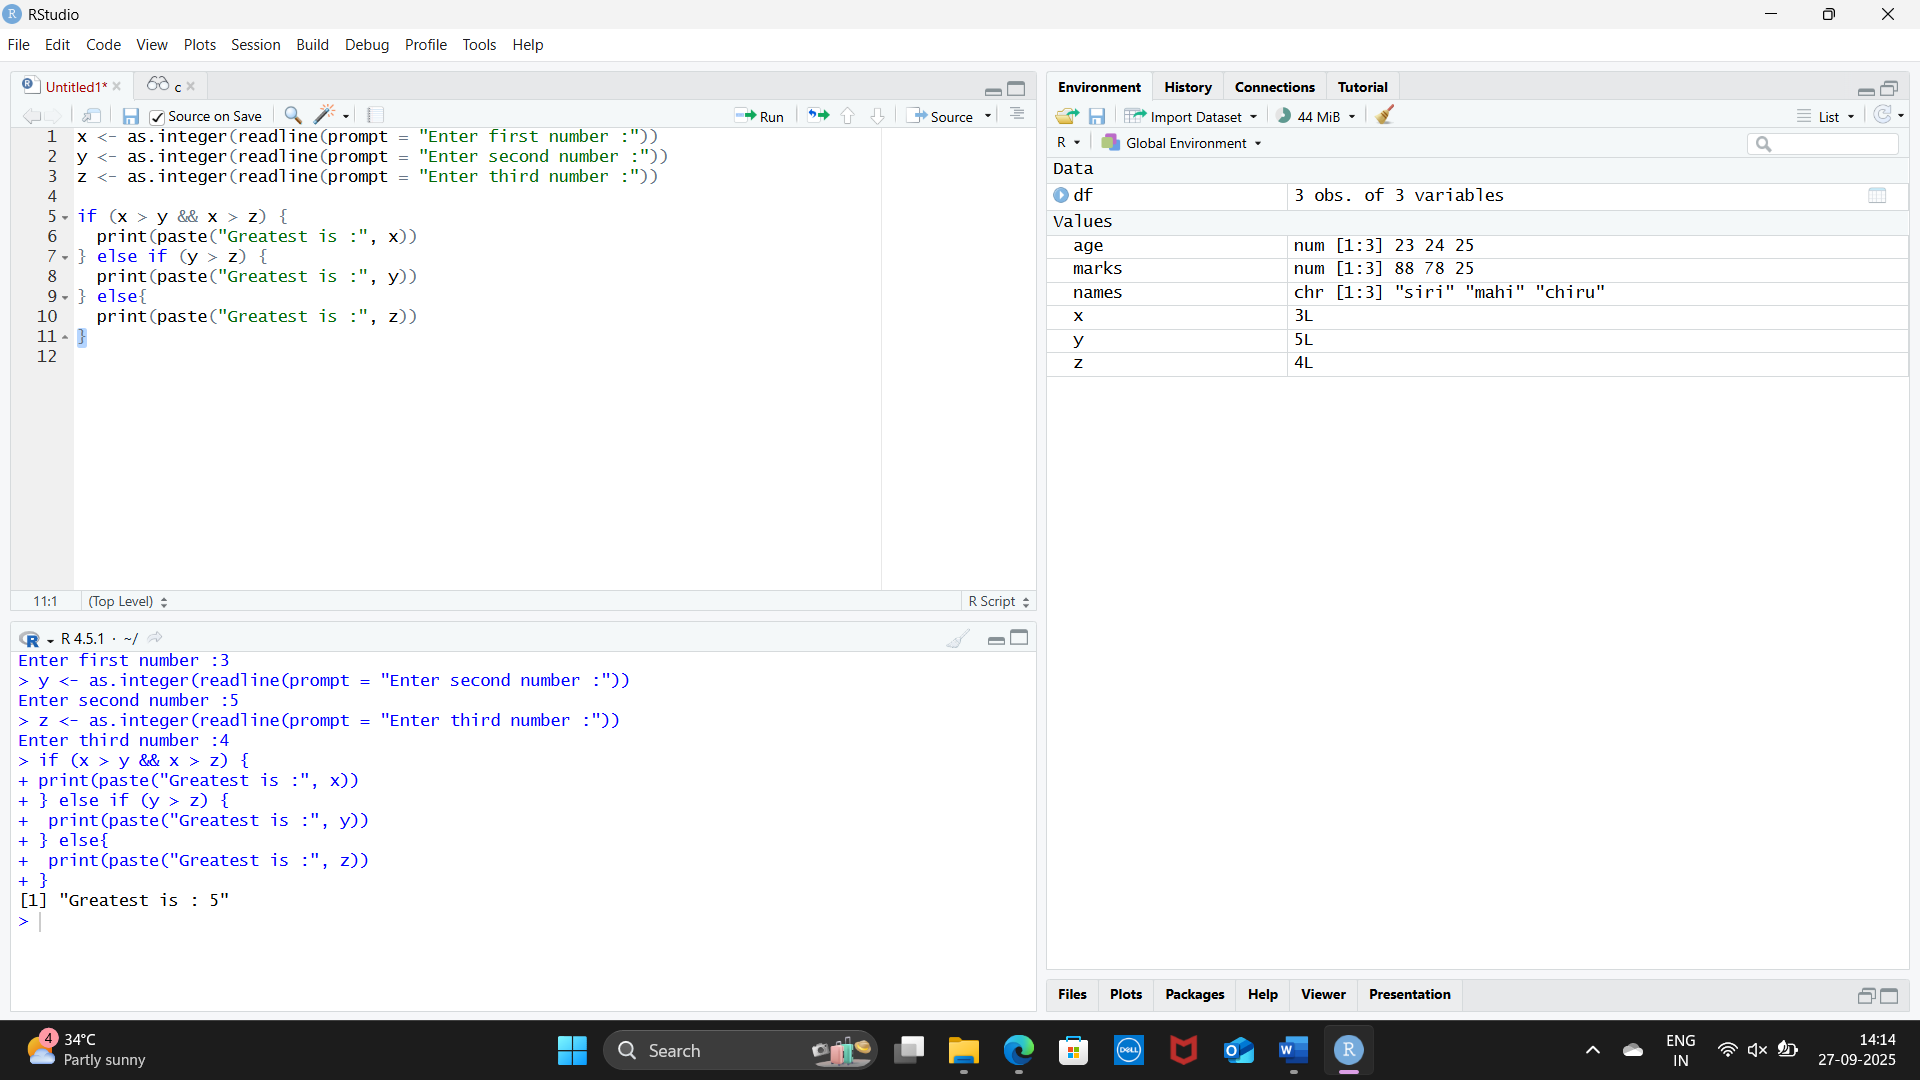 RStudio
File Edit Code View Plots Session Build Debug Profile Tools Help
Untitled1* c
Source on Save Run Source
1 x <- as.integer(readline(prompt = "Enter first number :"))
2 y <- as.integer(readline(prompt = "Enter second number :"))
3 z <- as.integer(readline(prompt = "Enter third number :"))
4
5 if (x > y && x > z) {
6   print(paste("Greatest is :", x))
7 } else if (y > z) {
8   print(paste("Greatest is :", y))
9 } else{
10   print(paste("Greatest is :", z))
11 }
12
11:1 (Top Level) R Script
R 4.5.1 · ~/
Enter first number :3
> y <- as.integer(readline(prompt = "Enter second number :"))
Enter second number :5
> z <- as.integer(readline(prompt = "Enter third number :"))
Enter third number :4
> if (x > y && x > z) {
+ print(paste("Greatest is :", x))
+ } else if (y > z) {
+  print(paste("Greatest is :", y))
+ } else{
+  print(paste("Greatest is :", z))
+ }
[1] "Greatest is : 5"
>
Environment History Connections Tutorial
Import Dataset 44 MiB List
R Global Environment
Data
df 3 obs. of 3 variables
Values
age num [1:3] 23 24 25
marks num [1:3] 88 78 25
names chr [1:3] "siri" "mahi" "chiru"
x 3L
y 5L
z 4L
Files Plots Packages Help Viewer Presentation
4 34°C
Partly sunny
Search
DELL
ENG
IN
14:14
27-09-2025